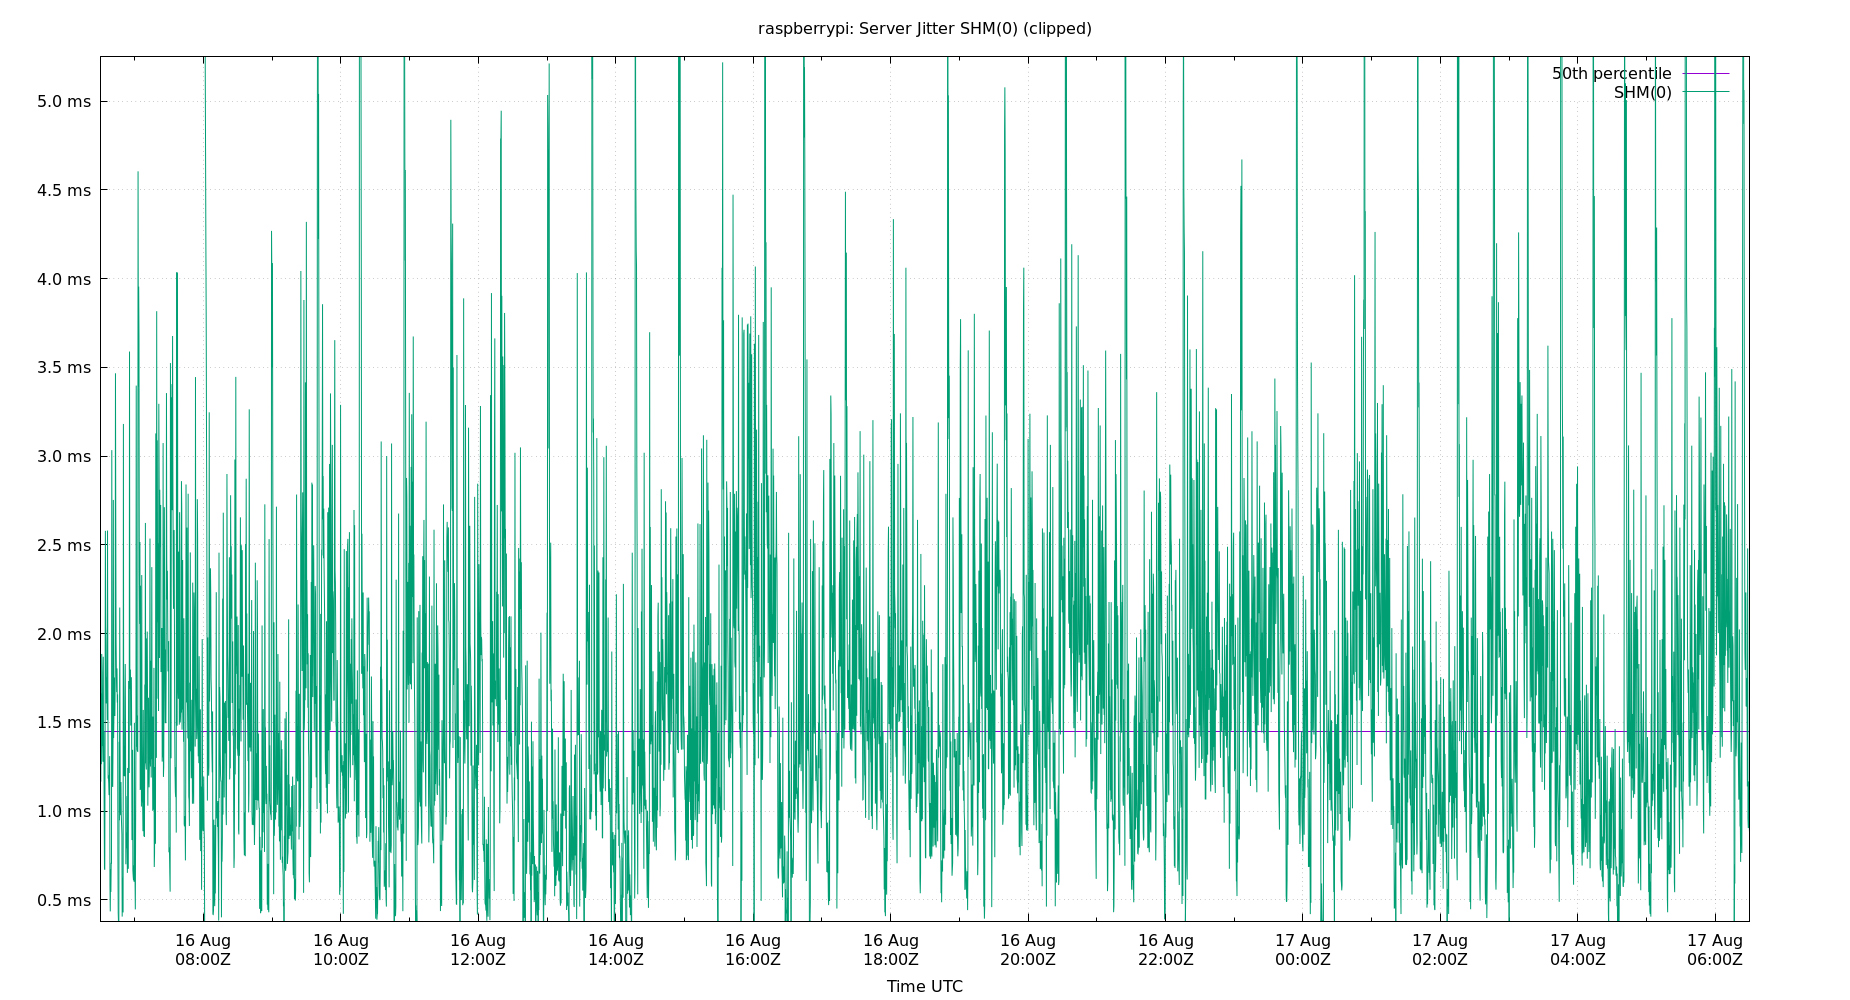 raspberrypi: Server Jitter SHM(0) (clipped)
50th percentile
SHM(0)
5.0 ms
4.5 ms
4.0 ms
3.5 ms
3.0 ms
2.5 ms
2.0 ms
1.5 ms
1.0 ms
0.5 ms
16 Aug 16 Aug 16 Aug 16 Aug 16 Aug 16 Aug 16 Aug 16 Aug 17 Aug 17 Aug 17 Aug 17 Aug
08:00Z 10:00Z 12:00Z 14:00Z 16:00Z 18:00Z 20:00Z 22:00Z 00:00Z 02:00Z 04:00Z 06:00Z
Time UTC